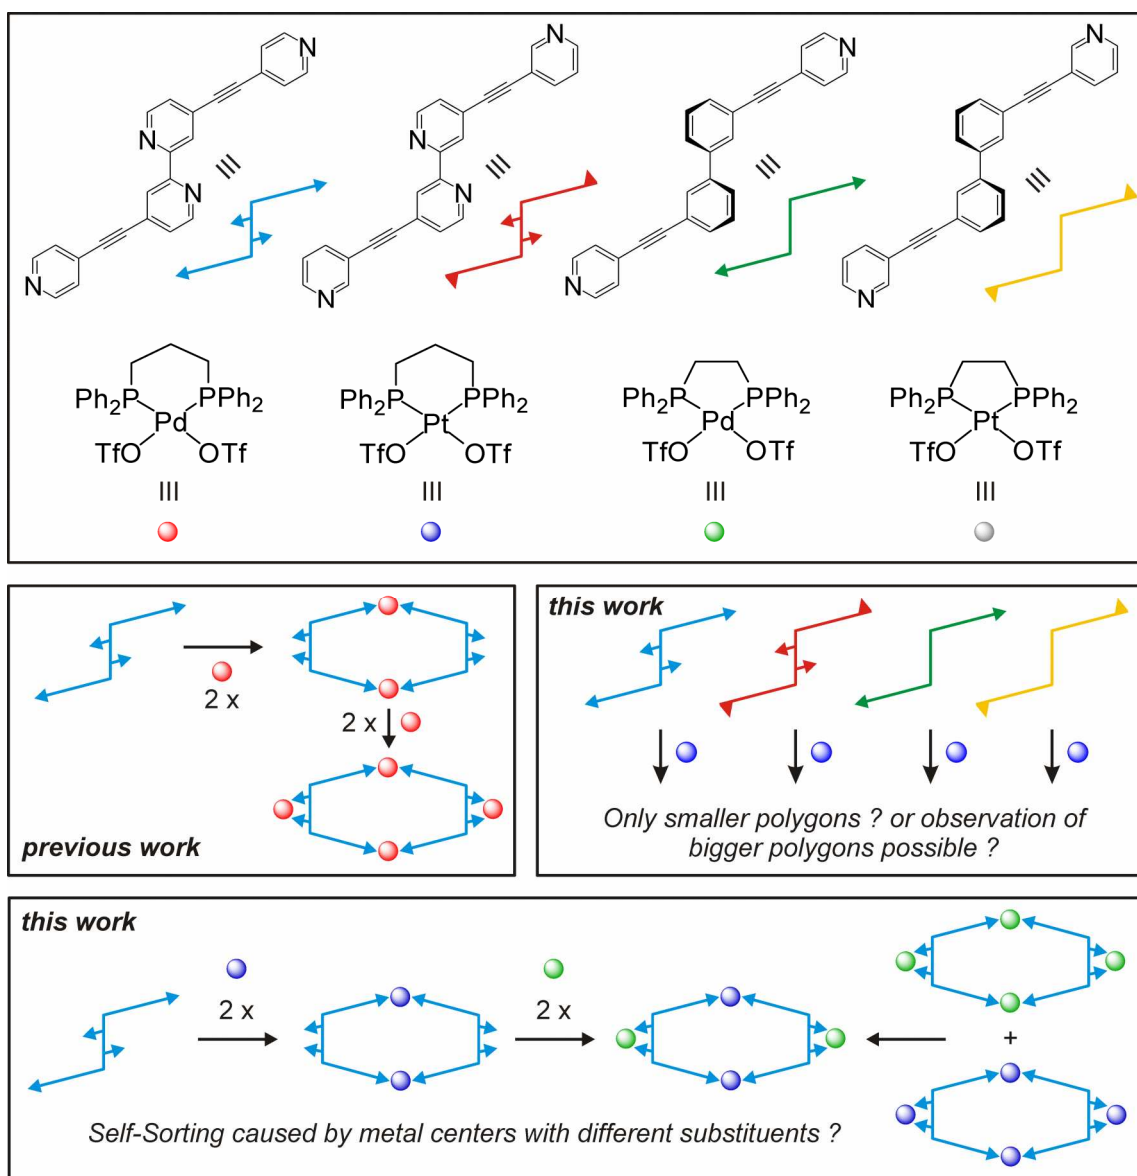 N N N N
N N
N N
N N N N
Ph₂P PPh₂ Ph₂P PPh₂ Ph₂P PPh₂ Ph₂P PPh₂
Pd Pt Pd Pt
TfO OTf TfO OTf TfO OTf TfO OTf
2 x
2 x
previous work
this work
Only smaller polygons ? or observation of
bigger polygons possible ?
this work
2 x 2 x +
Self-Sorting caused by metal centers with different substituents ?